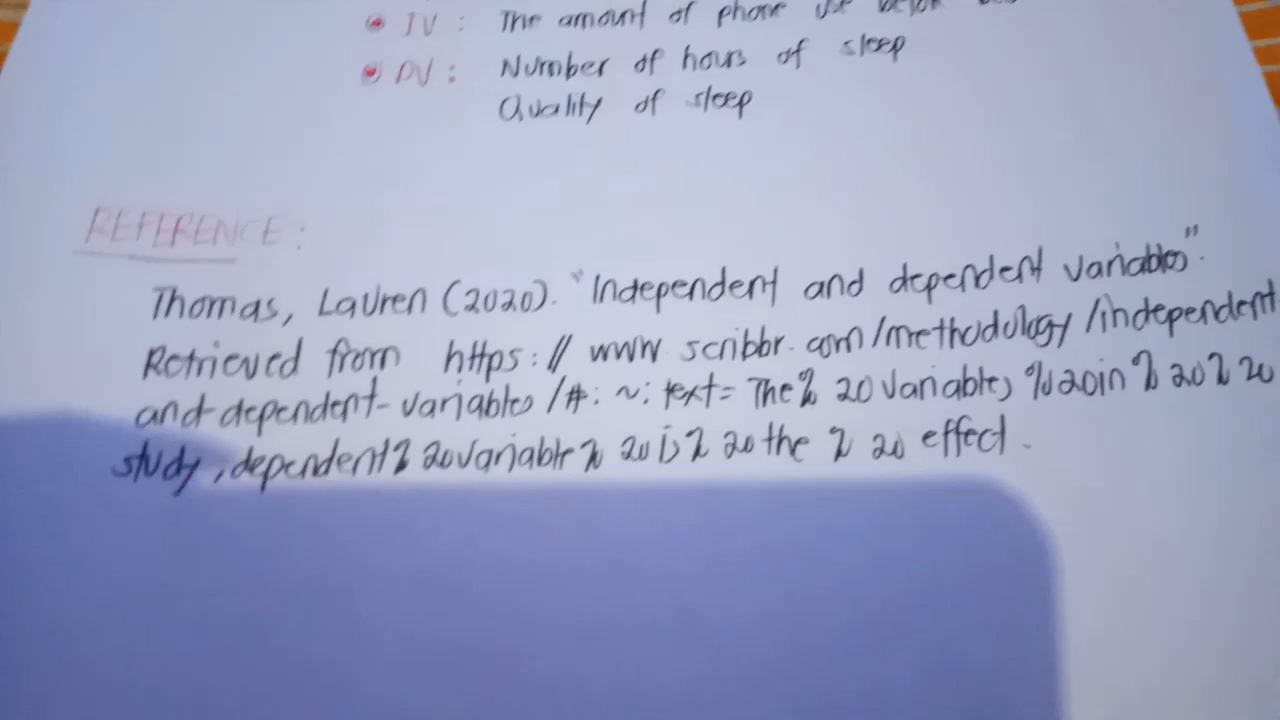 IV : The amount of phone use
DV : Number of hours of sleep
Quality of sleep
REFERENCE :
Thomas, Lauren (2020). "Independent and dependent variables".
Retrieved from https://www.scribbr.com/methodology/independent
and-dependent-variables/#:~:text=The%20Variables%20in%20%20
study,dependent%20variable%20is%20the%20effect.